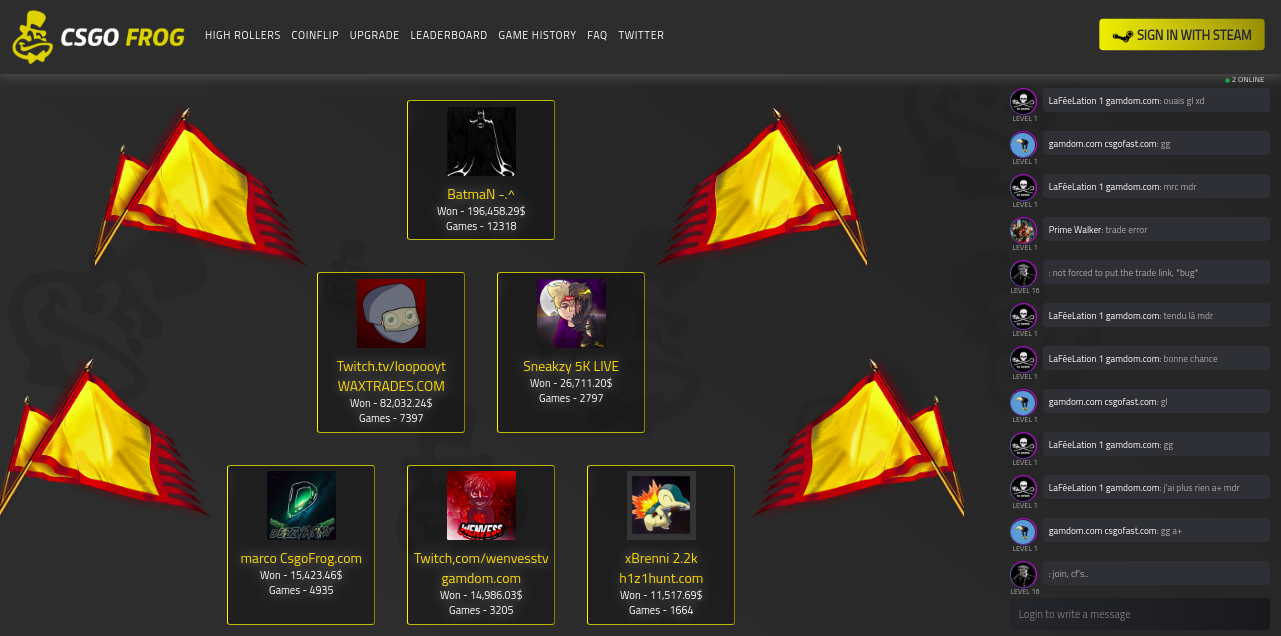 CSGO FROG
HIGH ROLLERS COINFLIP UPGRADE LEADERBOARD GAME HISTORY FAQ TWITTER
SIGN IN WITH STEAM
BatmaN -.^
Won - 196,458.29$
Games - 12318
Twitch.tv/loopooyt
WAXTRADES.COM
Won - 82,032.24$
Games - 7397
Sneakzy 5K LIVE
Won - 26,711.20$
Games - 2797
marco CsgoFrog.com
Won - 15,423.46$
Games - 4935
WENVESS
Twitch,com/wenvesstv
gamdom.com
Won - 14,986.03$
Games - 3205
xBrenni 2.2k
h1z1hunt.com
Won - 11,517.69$
Games - 1664
2 ONLINE
LaFéeLation 1 gamdom.com: ouais gl xd
LEVEL 1
gamdom.com csgofast.com: gg
LEVEL 1
LaFéeLation 1 gamdom.com: mrc mdr
LEVEL 1
Prime Walker: trade error
LEVEL 1
: not forced to put the trade link, "bug"
LEVEL 16
LaFéeLation 1 gamdom.com: tendu là mdr
LEVEL 1
LaFéeLation 1 gamdom.com: bonne chance
LEVEL 1
gamdom.com csgofast.com: gl
LEVEL 1
LaFéeLation 1 gamdom.com: gg
LEVEL 1
LaFéeLation 1 gamdom.com: j'ai plus rien a+ mdr
LEVEL 1
gamdom.com csgofast.com: gg a+
LEVEL 1
: join, cf's..
LEVEL 16
Login to write a message